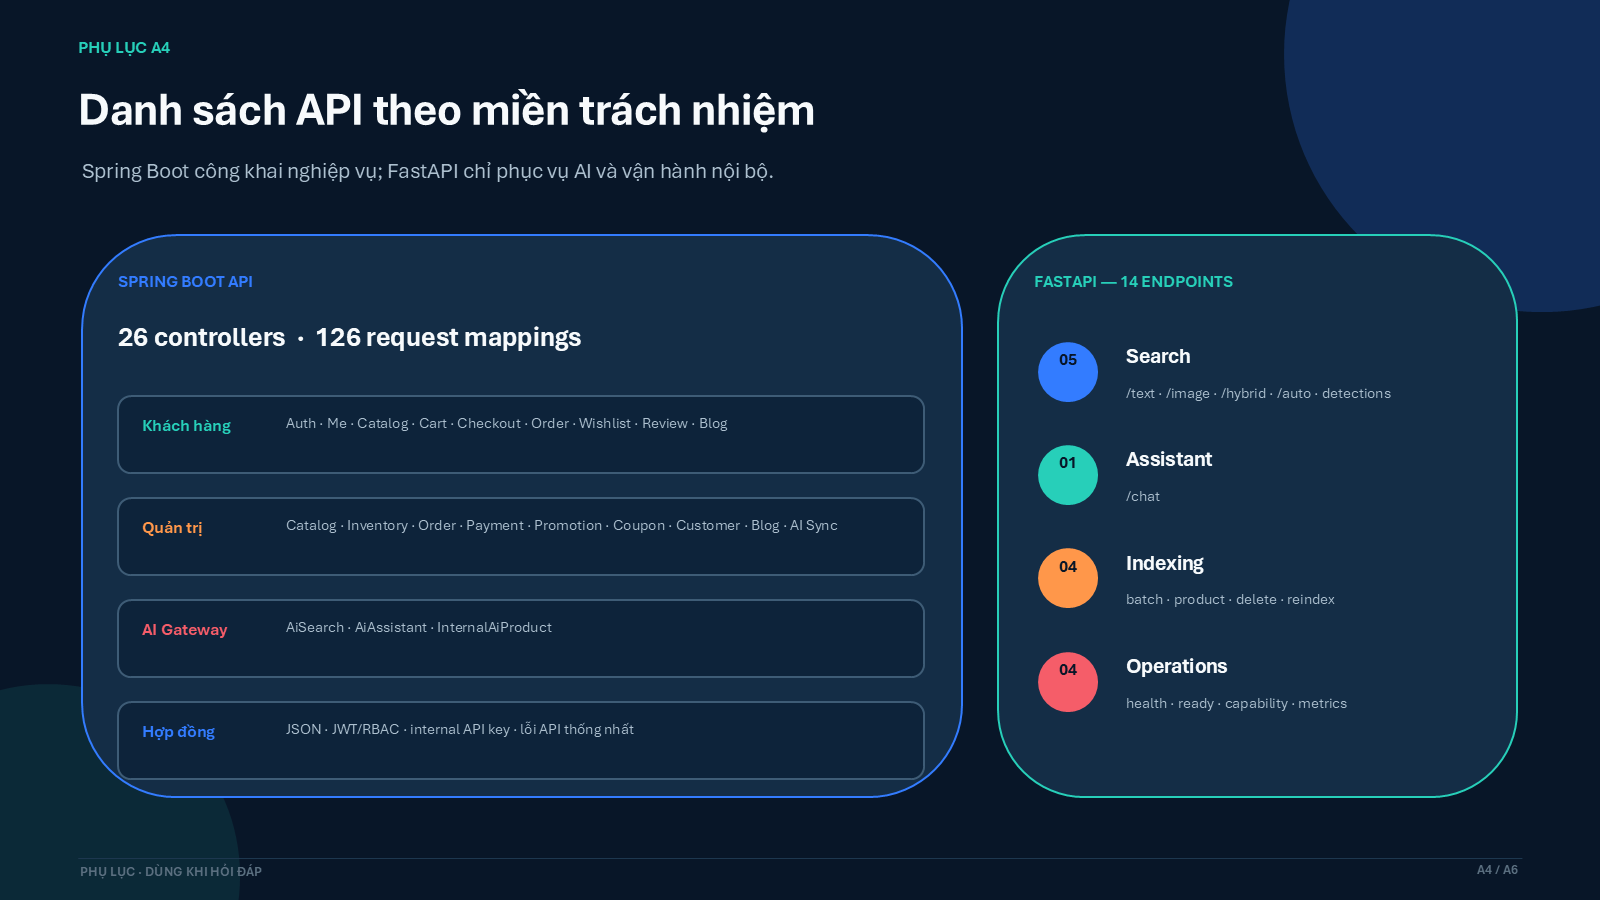 PHỤ LỤC A4
Danh sách API theo miền trách nhiệm
Spring Boot công khai nghiệp vụ; FastAPI chỉ phục vụ AI và vận hành nội bộ.
SPRING BOOT API
26 controllers · 126 request mappings
Khách hàng
Auth · Me · Catalog · Cart · Checkout · Order · Wishlist · Review · Blog
Quản trị
Catalog · Inventory · Order · Payment · Promotion · Coupon · Customer · Blog · AI Sync
AI Gateway
AiSearch · AiAssistant · InternalAiProduct
Hợp đồng
JSON · JWT/RBAC · internal API key · lỗi API thống nhất
FASTAPI — 14 ENDPOINTS
05
Search
/text · /image · /hybrid · /auto · detections
01
Assistant
/chat
04
Indexing
batch · product · delete · reindex
04
Operations
health · ready · capability · metrics
PHỤ LỤC · DÙNG KHI HỎI ĐÁP
A4 / A6